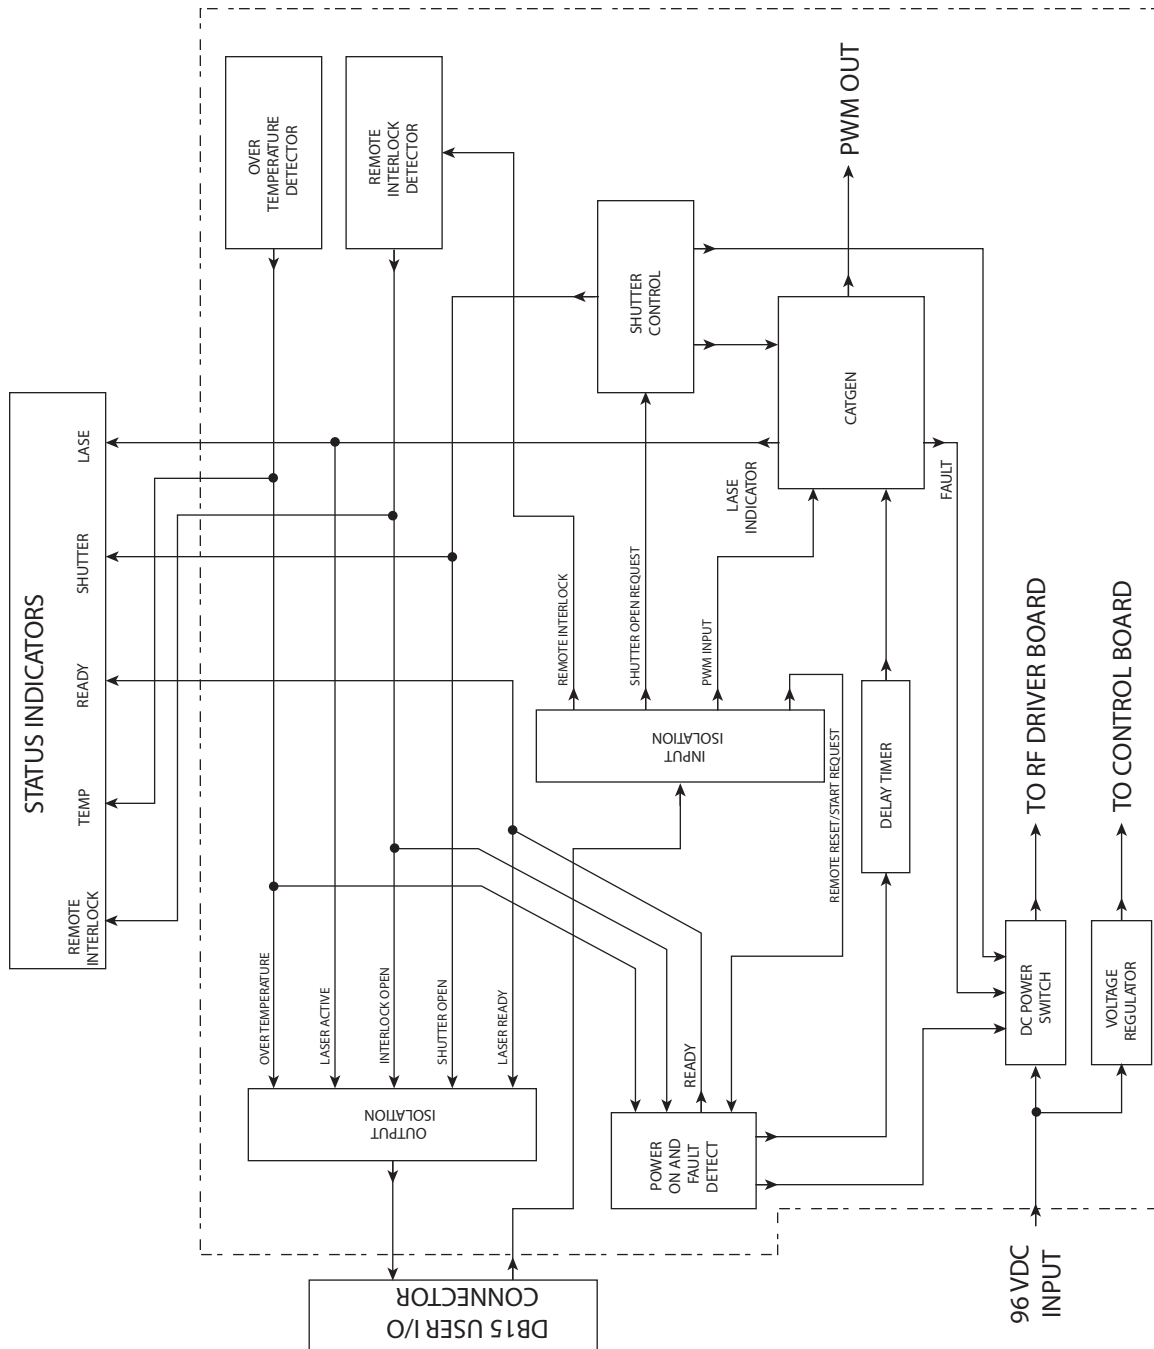 STATUS INDICATORS
REMOTE
INTERLOCK
TEMP
READY
SHUTTER
LASE
OVER
TEMPERATURE
DETECTOR
REMOTE
INTERLOCK
DETECTOR
OVER TEMPERATURE
LASER ACTIVE
INTERLOCK OPEN
SHUTTER OPEN
LASER READY
OUTPUT
ISOLATION
DB15 USER I/O
CONNECTOR
REMOTE INTERLOCK
SHUTTER OPEN REQUEST
PWM INPUT
REMOTE RESET/START REQUEST
INPUT
ISOLATION
SHUTTER
CONTROL
LASE
INDICATOR
CATGEN
FAULT
PWM OUT
READY
POWER
ON AND
FAULT
DETECT
DELAY TIMER
96 VDC
INPUT
DC POWER
SWITCH
TO RF DRIVER BOARD
VOLTAGE
REGULATOR
TO CONTROL BOARD